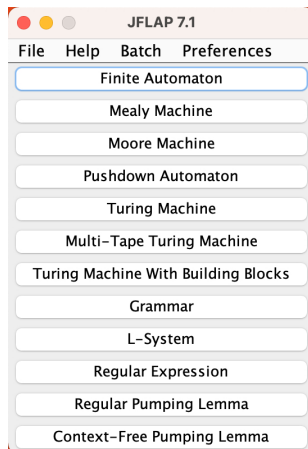 JFLAP 7.1
File Help Batch Preferences
Finite Automaton
Mealy Machine
Moore Machine
Pushdown Automaton
Turing Machine
Multi-Tape Turing Machine
Turing Machine With Building Blocks
Grammar
L-System
Regular Expression
Regular Pumping Lemma
Context-Free Pumping Lemma